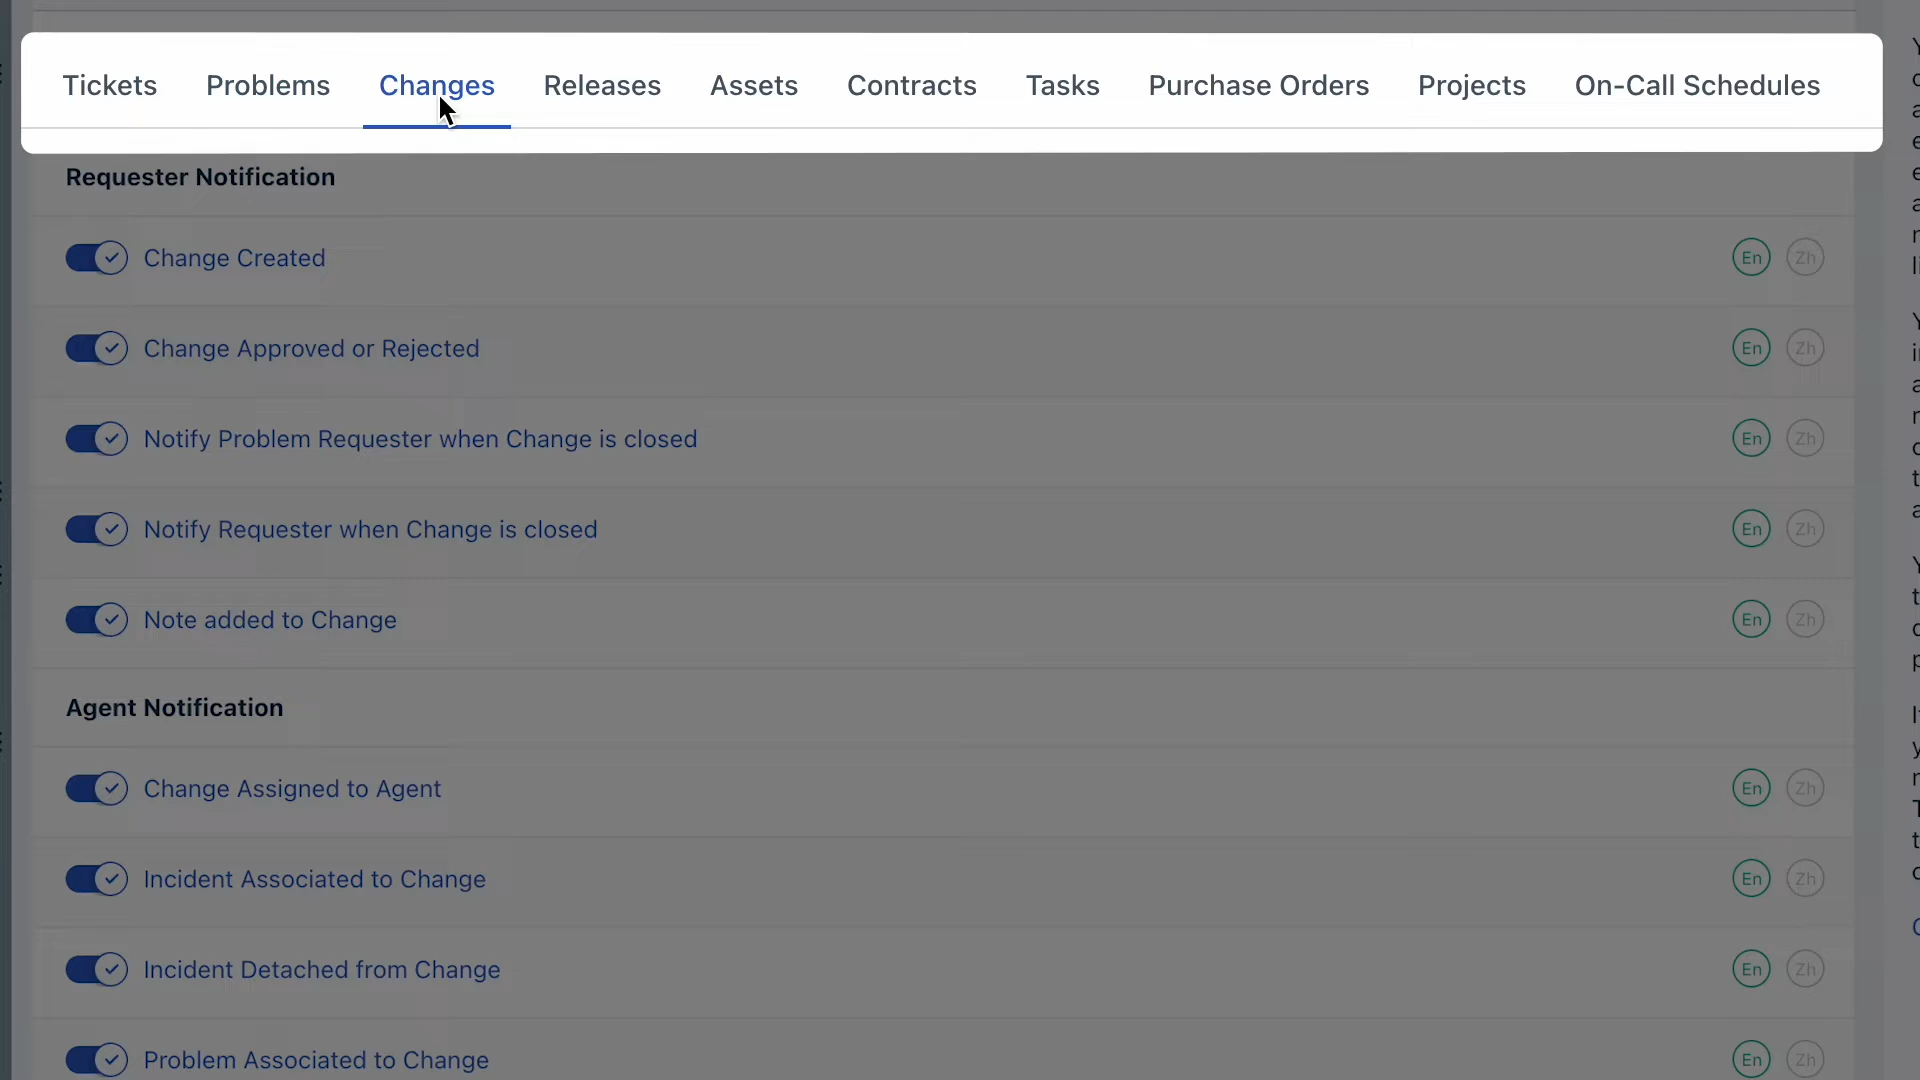 Tickets Problems Changes Releases Assets Contracts Tasks Purchase Orders Projects On-Call Schedules
Requester Notification
Change Created En Zh
Change Approved or Rejected En Zh
Notify Problem Requester when Change is closed En Zh
Notify Requester when Change is closed En Zh
Note added to Change En Zh
Agent Notification
Change Assigned to Agent En Zh
Incident Associated to Change En Zh
Incident Detached from Change En Zh
Problem Associated to Change En Zh